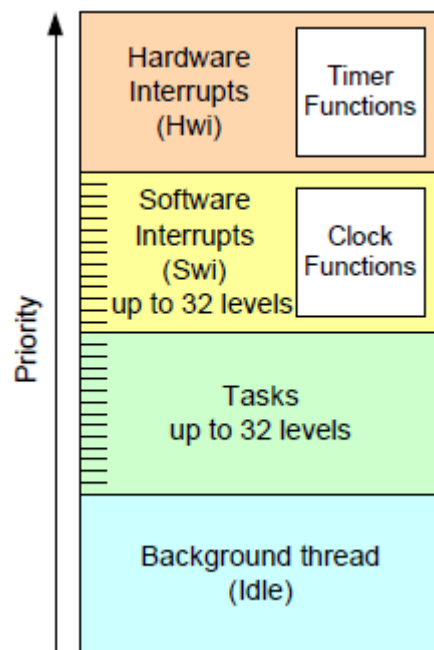 Hardware
Interrupts
(Hwi)
Timer
Functions
Software
Interrupts
(Swi)
up to 32 levels
Clock
Functions
Priority
Tasks
up to 32 levels
Background thread
(Idle)